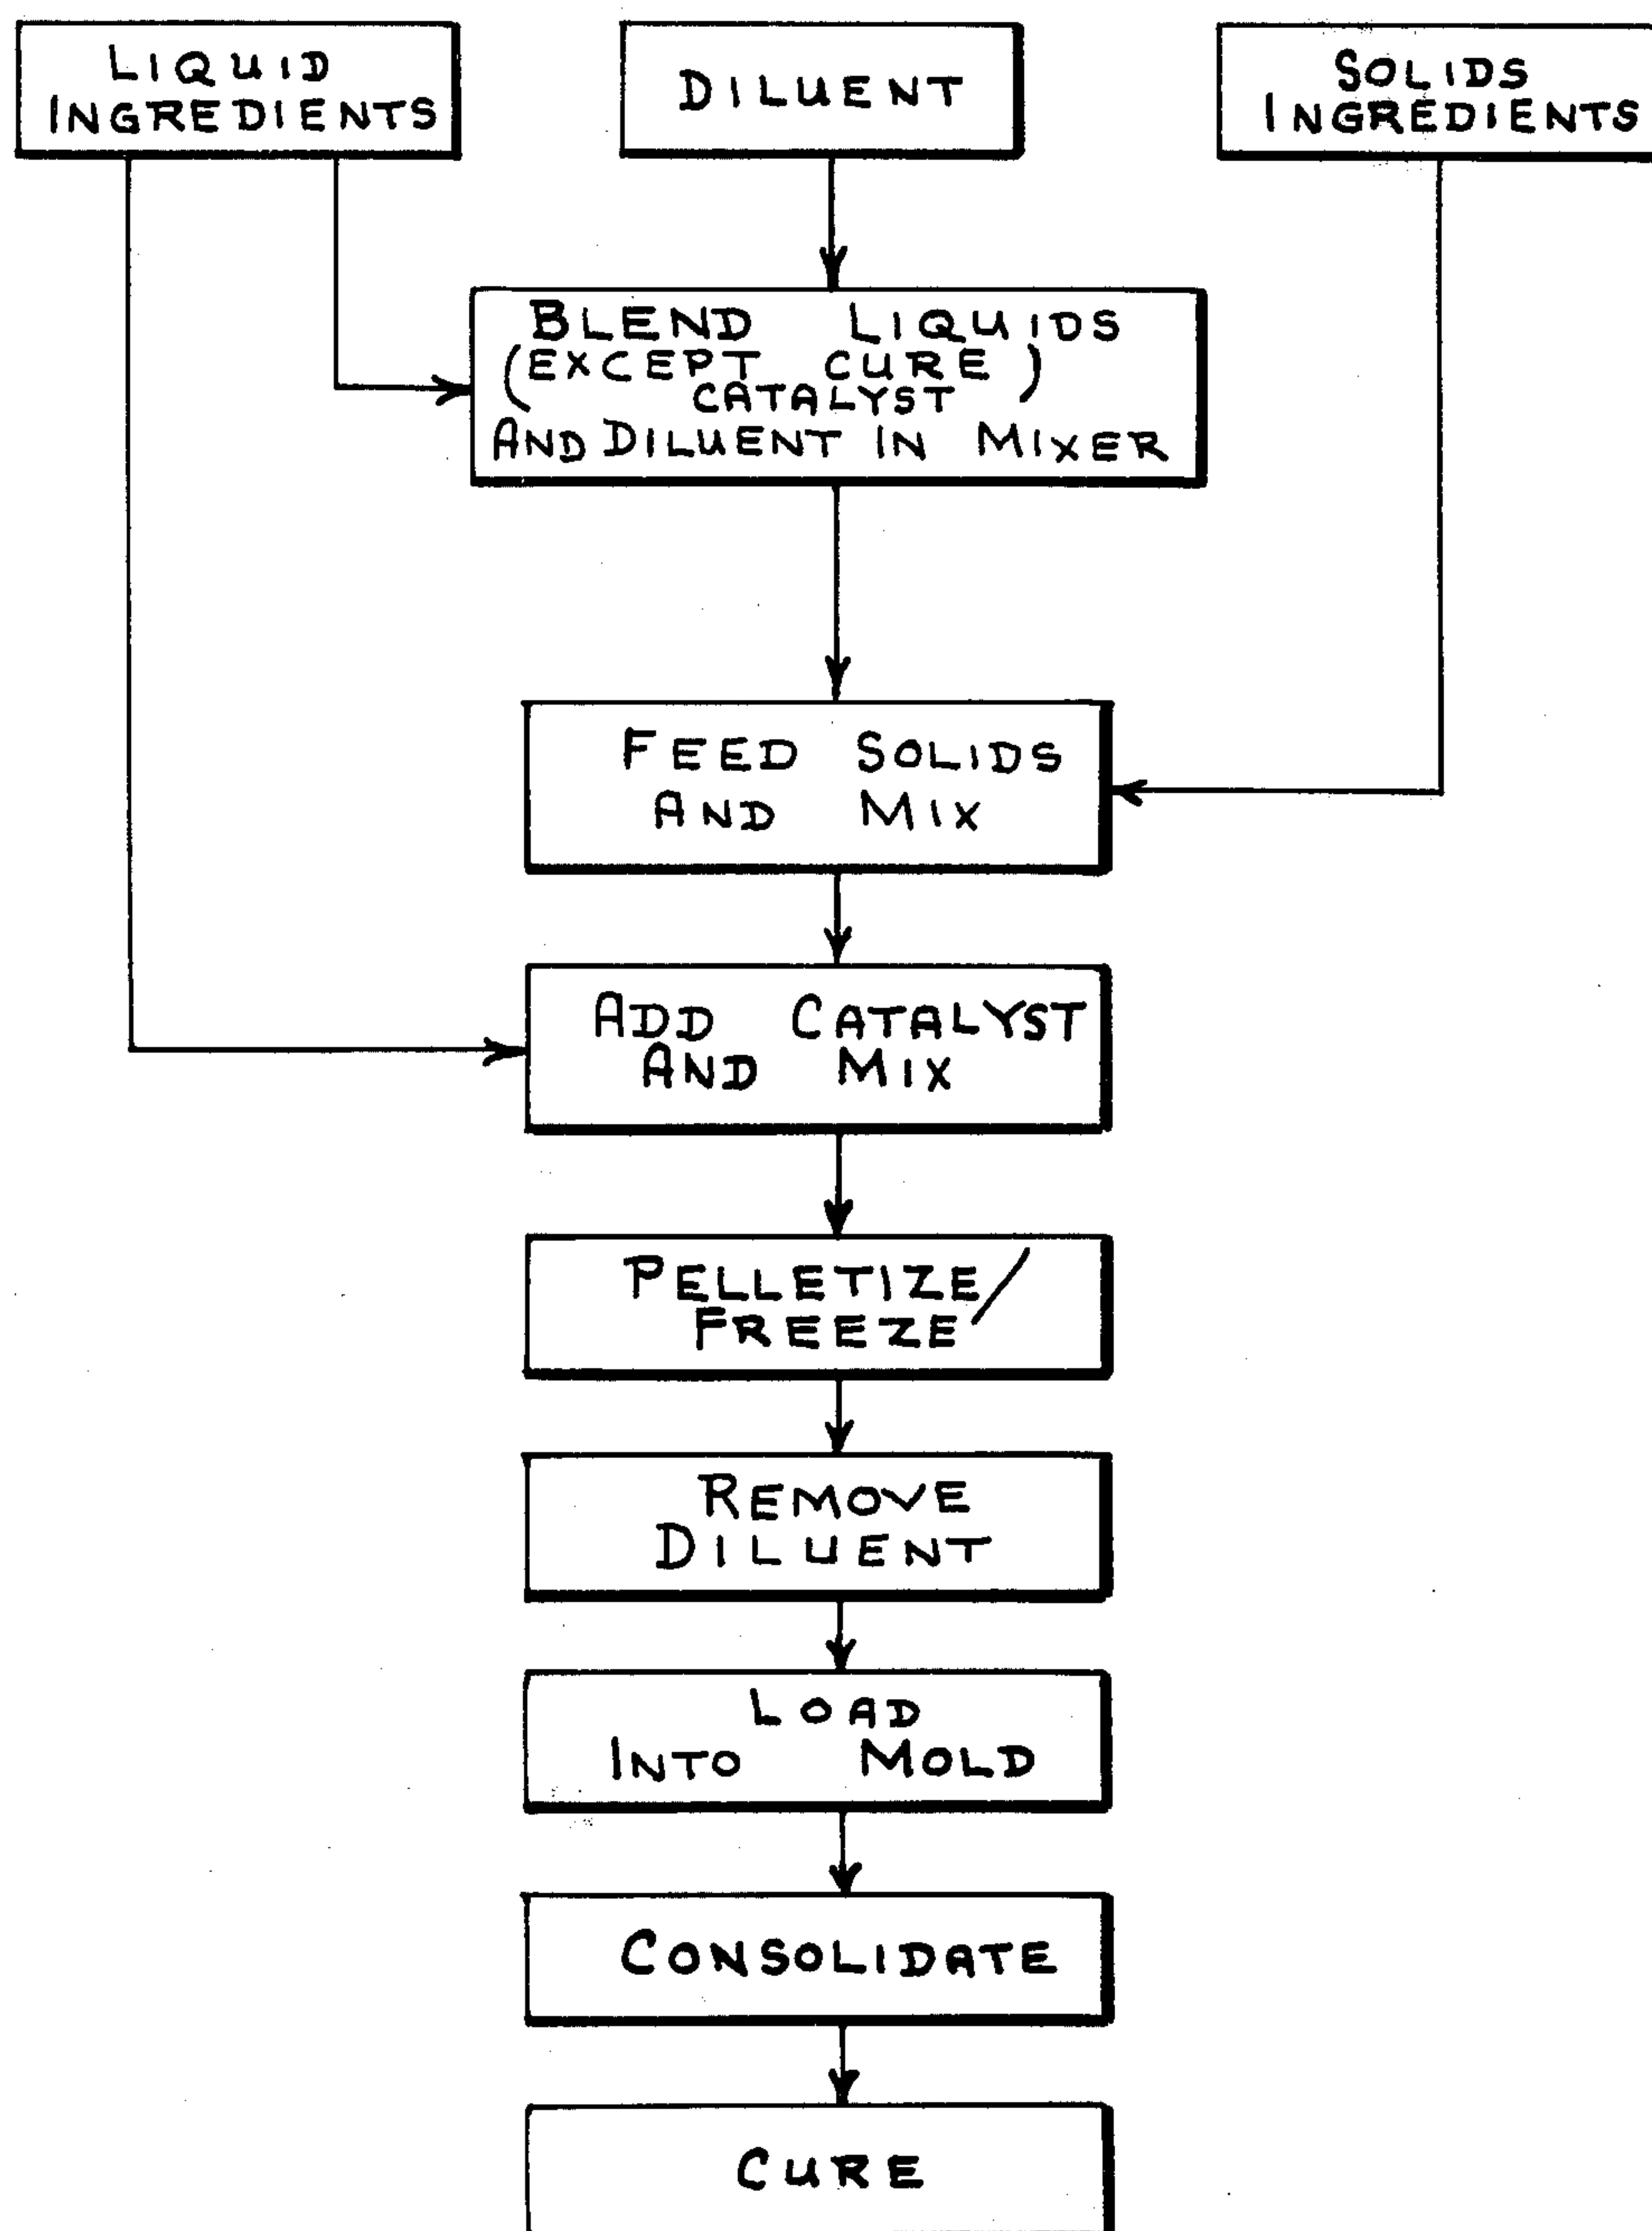 LIQUID
INGREDIENTS
DILUENT
SOLIDS
INGREDIENTS
BLEND LIQUIDS
(EXCEPT CURE)
CATALYST
AND DILUENT IN MIXER
FEED SOLIDS
AND MIX
ADD CATALYST
AND MIX
PELLETIZE/
FREEZE
REMOVE
DILUENT
LOAD
INTO MOLD
CONSOLIDATE
CURE